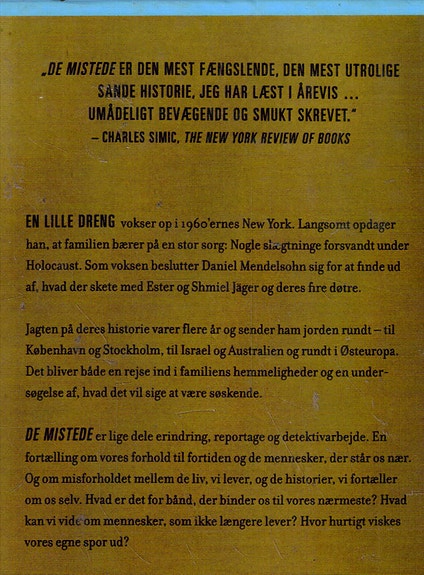 „DE MISTEDE ER DEN MEST FÆNGSLENDE, DEN MEST UTROLIGE
SANDE HISTORIE, JEG HAR LÆST I ÅREVIS ...
UMÅDELIGT BEVÆGENDE OG SMUKT SKREVET.“
– CHARLES SIMIC, THE NEW YORK REVIEW OF BOOKS
EN LILLE DRENG vokser op i 1960'ernes New York. Langsomt opdager
han, at familien bærer på en stor sorg: Nogle slægtninge forsvandt under
Holocaust. Som voksen beslutter Daniel Mendelsohn sig for at finde ud
af, hvad der skete med Ester og Shmiel Jäger og deres fire døtre.
Jagten på deres historie varer flere år og sender ham jorden rundt – til
København og Stockholm, til Israel og Australien og rundt i Østeuropa.
Det bliver både en rejse ind i familiens hemmeligheder og en under-
søgelse af, hvad det vil sige at være søskende.
DE MISTEDE er lige dele erindring, reportage og detektivarbejde. En
fortælling om vores forhold til fortiden og de mennesker, der står os nær.
Og om misforholdet mellem de liv, vi lever, og de historier, vi fortæller
om os selv. Hvad er det for bånd, der binder os til vores nærmeste? Hvad
kan vi vide om mennesker, som ikke længere lever? Hvor hurtigt viskes
vores egne spor ud?